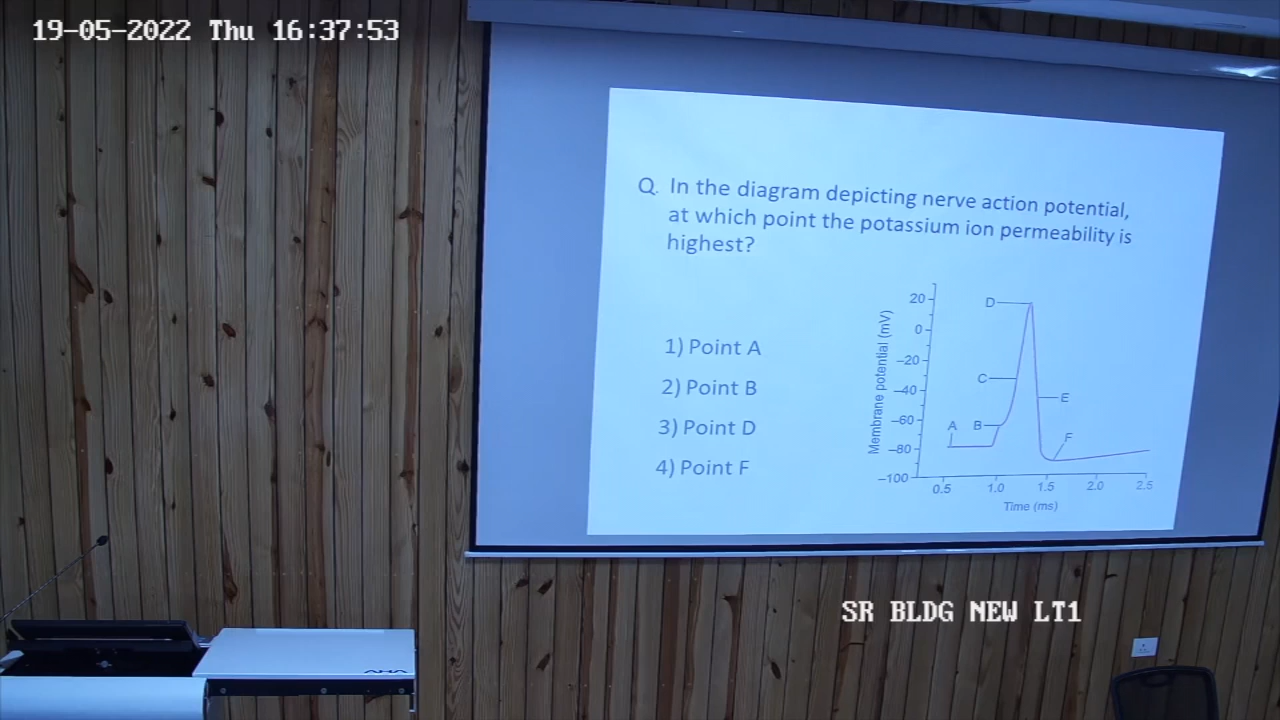 19-05-2022 Thu 16:37:53
Q. In the diagram depicting nerve action potential,
at which point the potassium ion permeability is
highest?
1) Point A
2) Point B
3) Point D
4) Point F
Membrane potential (mV)
20
0
−20
−40
−60
−80
−100
A
B
C
D
E
F
0.5 1.0 1.5 2.0 2.5
Time (ms)
SR BLDG NEW LT1
AHA